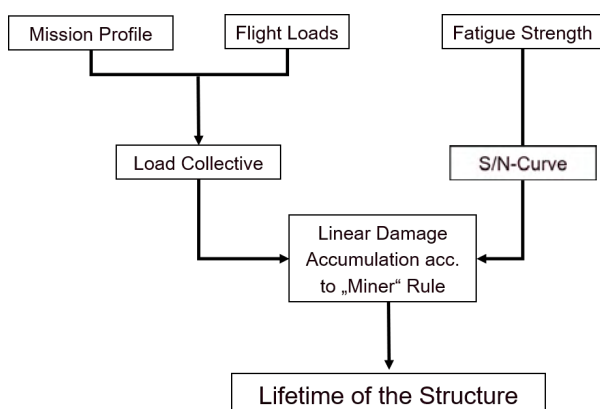 Mission Profile
Flight Loads
Fatigue Strength
Load Collective
S/N-Curve
Linear Damage
Accumulation acc.
to „Miner“ Rule
Lifetime of the Structure